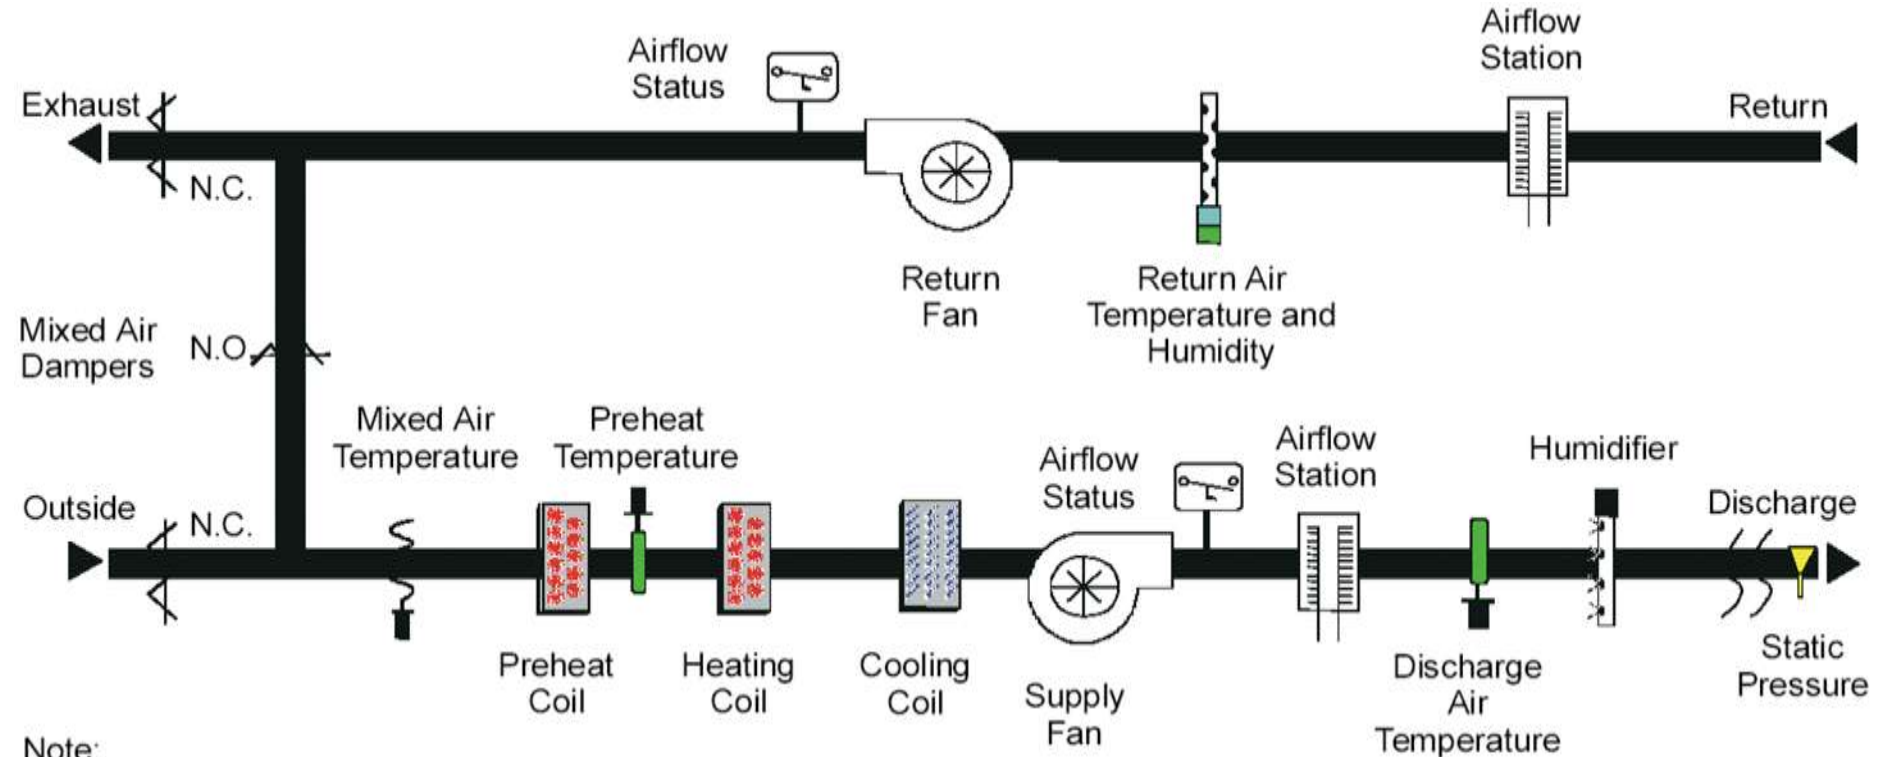 Airflow
Status
Airflow
Station
Exhaust
Return
N.C.
Return
Fan
Return Air
Temperature and
Humidity
Mixed Air
Dampers
N.O.
Mixed Air
Temperature
Preheat
Temperature
Airflow
Status
Airflow
Station
Humidifier
Outside
N.C.
Discharge
Preheat
Coil
Heating
Coil
Cooling
Coil
Supply
Fan
Discharge
Air
Temperature
Static
Pressure
Note: